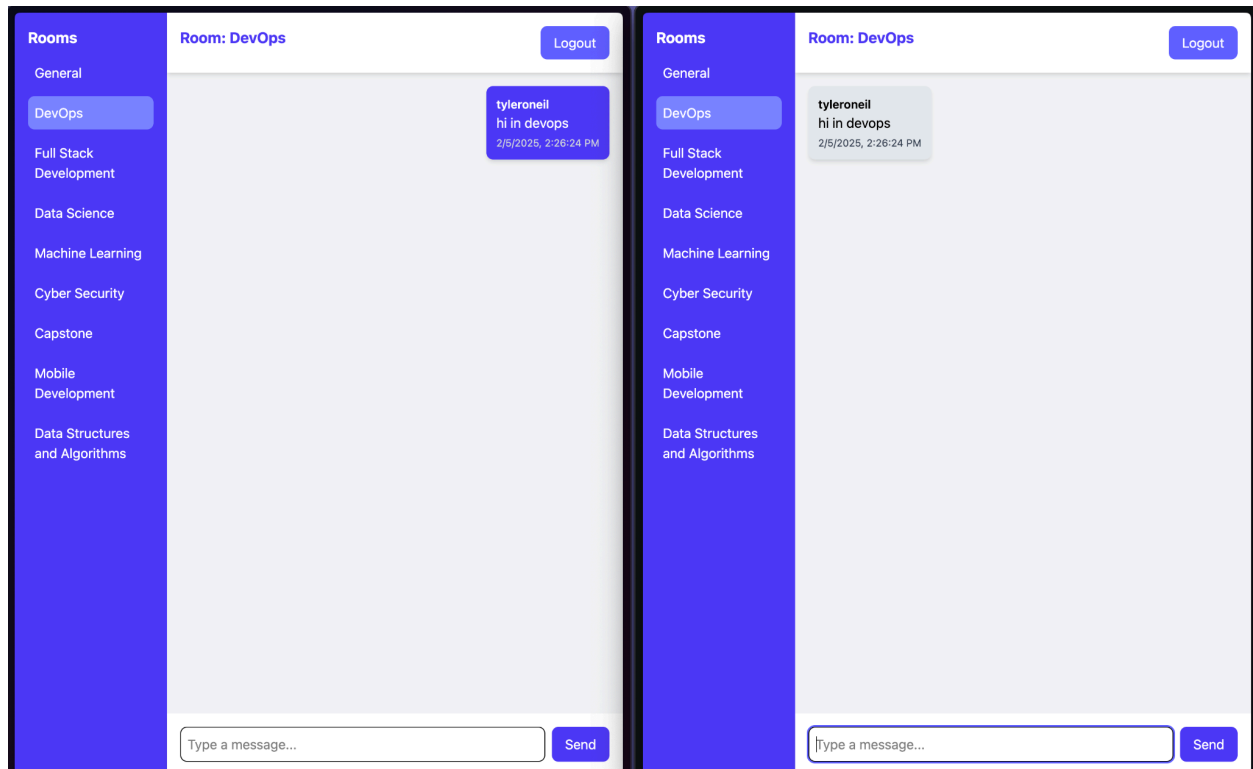 Rooms
General
DevOps
Full Stack
Development
Data Science
Machine Learning
Cyber Security
Capstone
Mobile
Development
Data Structures
and Algorithms
Room: DevOps
Logout
tyleroneil
hi in devops
2/5/2025, 2:26:24 PM
Type a message...
Send
Rooms
General
DevOps
Full Stack
Development
Data Science
Machine Learning
Cyber Security
Capstone
Mobile
Development
Data Structures
and Algorithms
Room: DevOps
Logout
tyleroneil
hi in devops
2/5/2025, 2:26:24 PM
Type a message...
Send